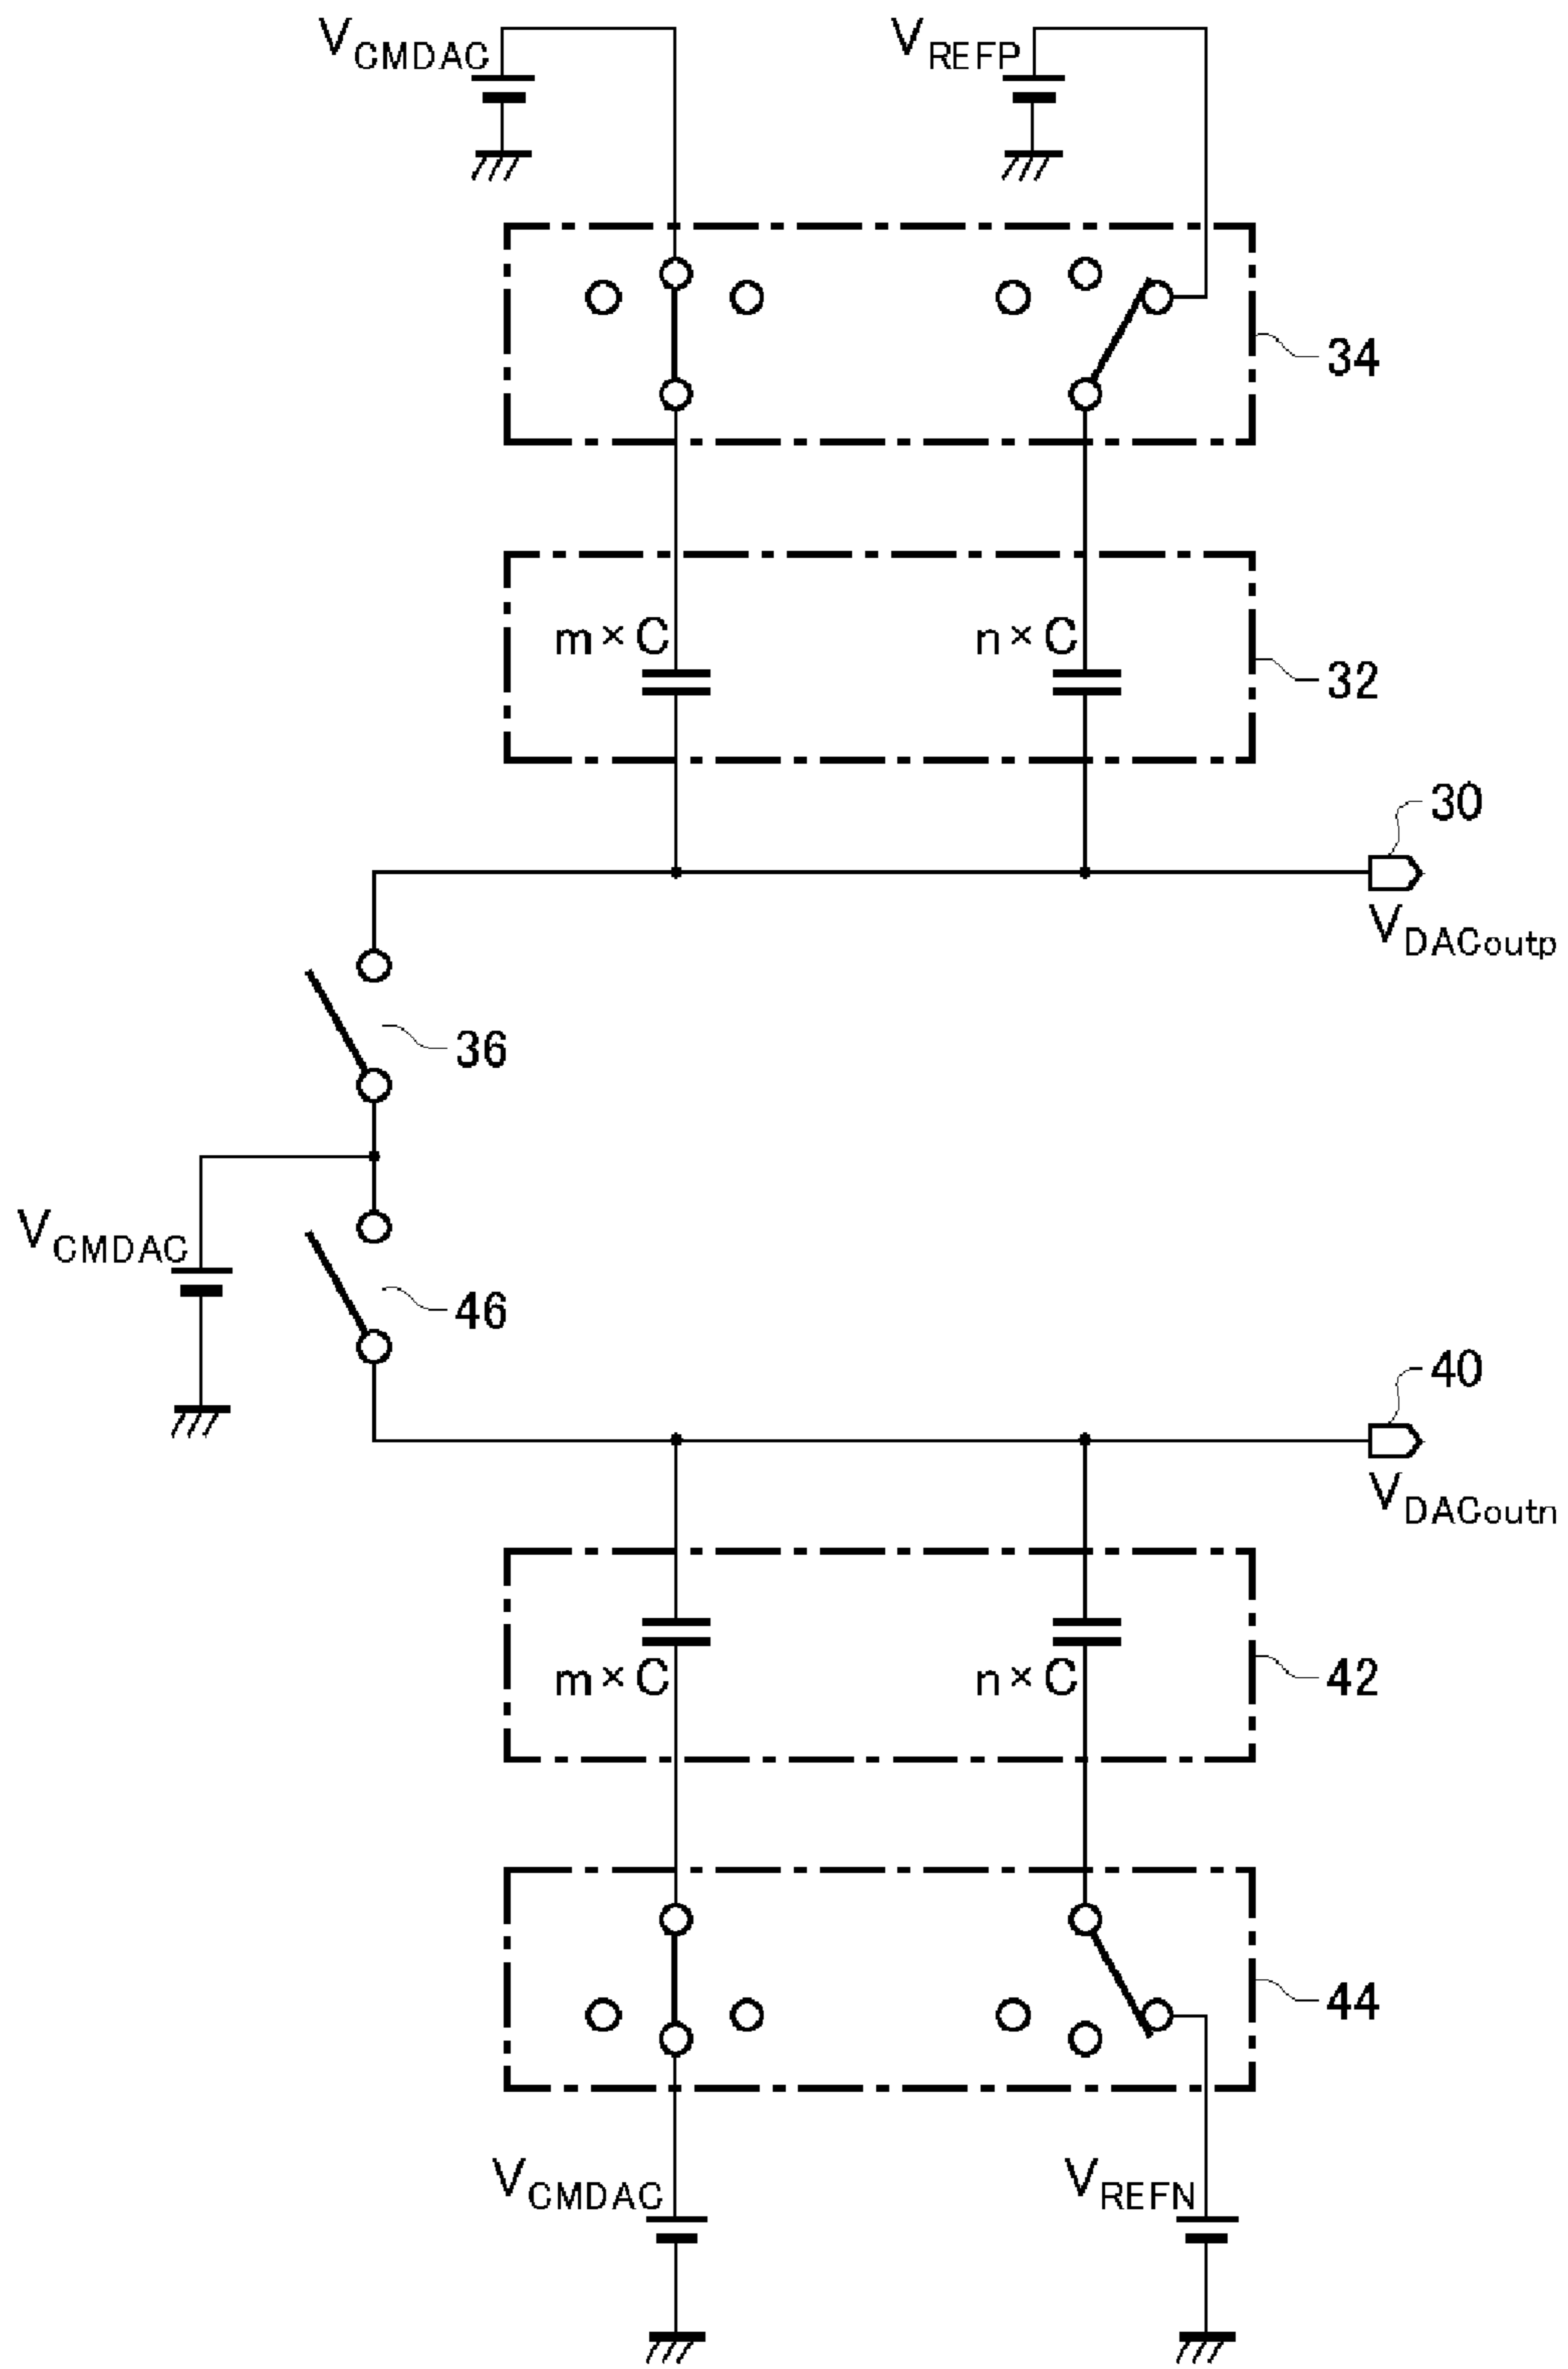 VCMDAC
VREFP
34
m×C
n×C
32
30
VDACoutp
36
VCMDAC
46
40
VDACoutn
m×C
n×C
42
44
VCMDAC
VREFN